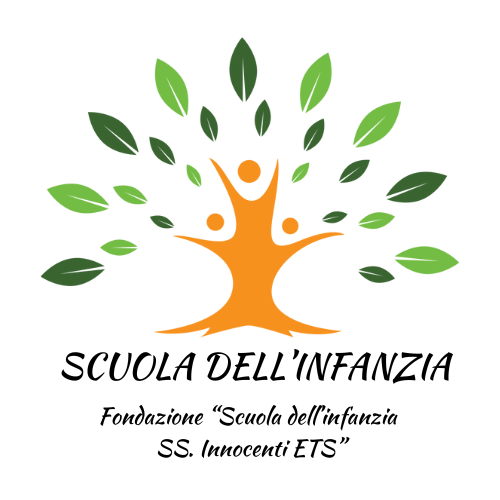 SCUOLA DELL'INFANZIA
Fondazione “Scuola dell'infanzia
SS. Innocenti ETS”